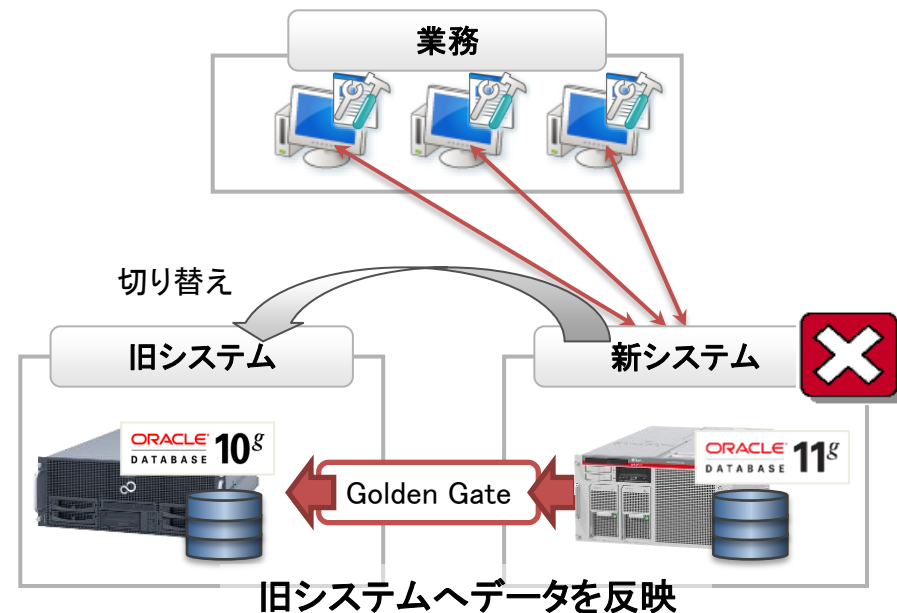 業務
切り替え
旧システム
新システム
ORACLE
DATABASE 10g
ORACLE
DATABASE 11g
Golden Gate
旧システムへデータを反映